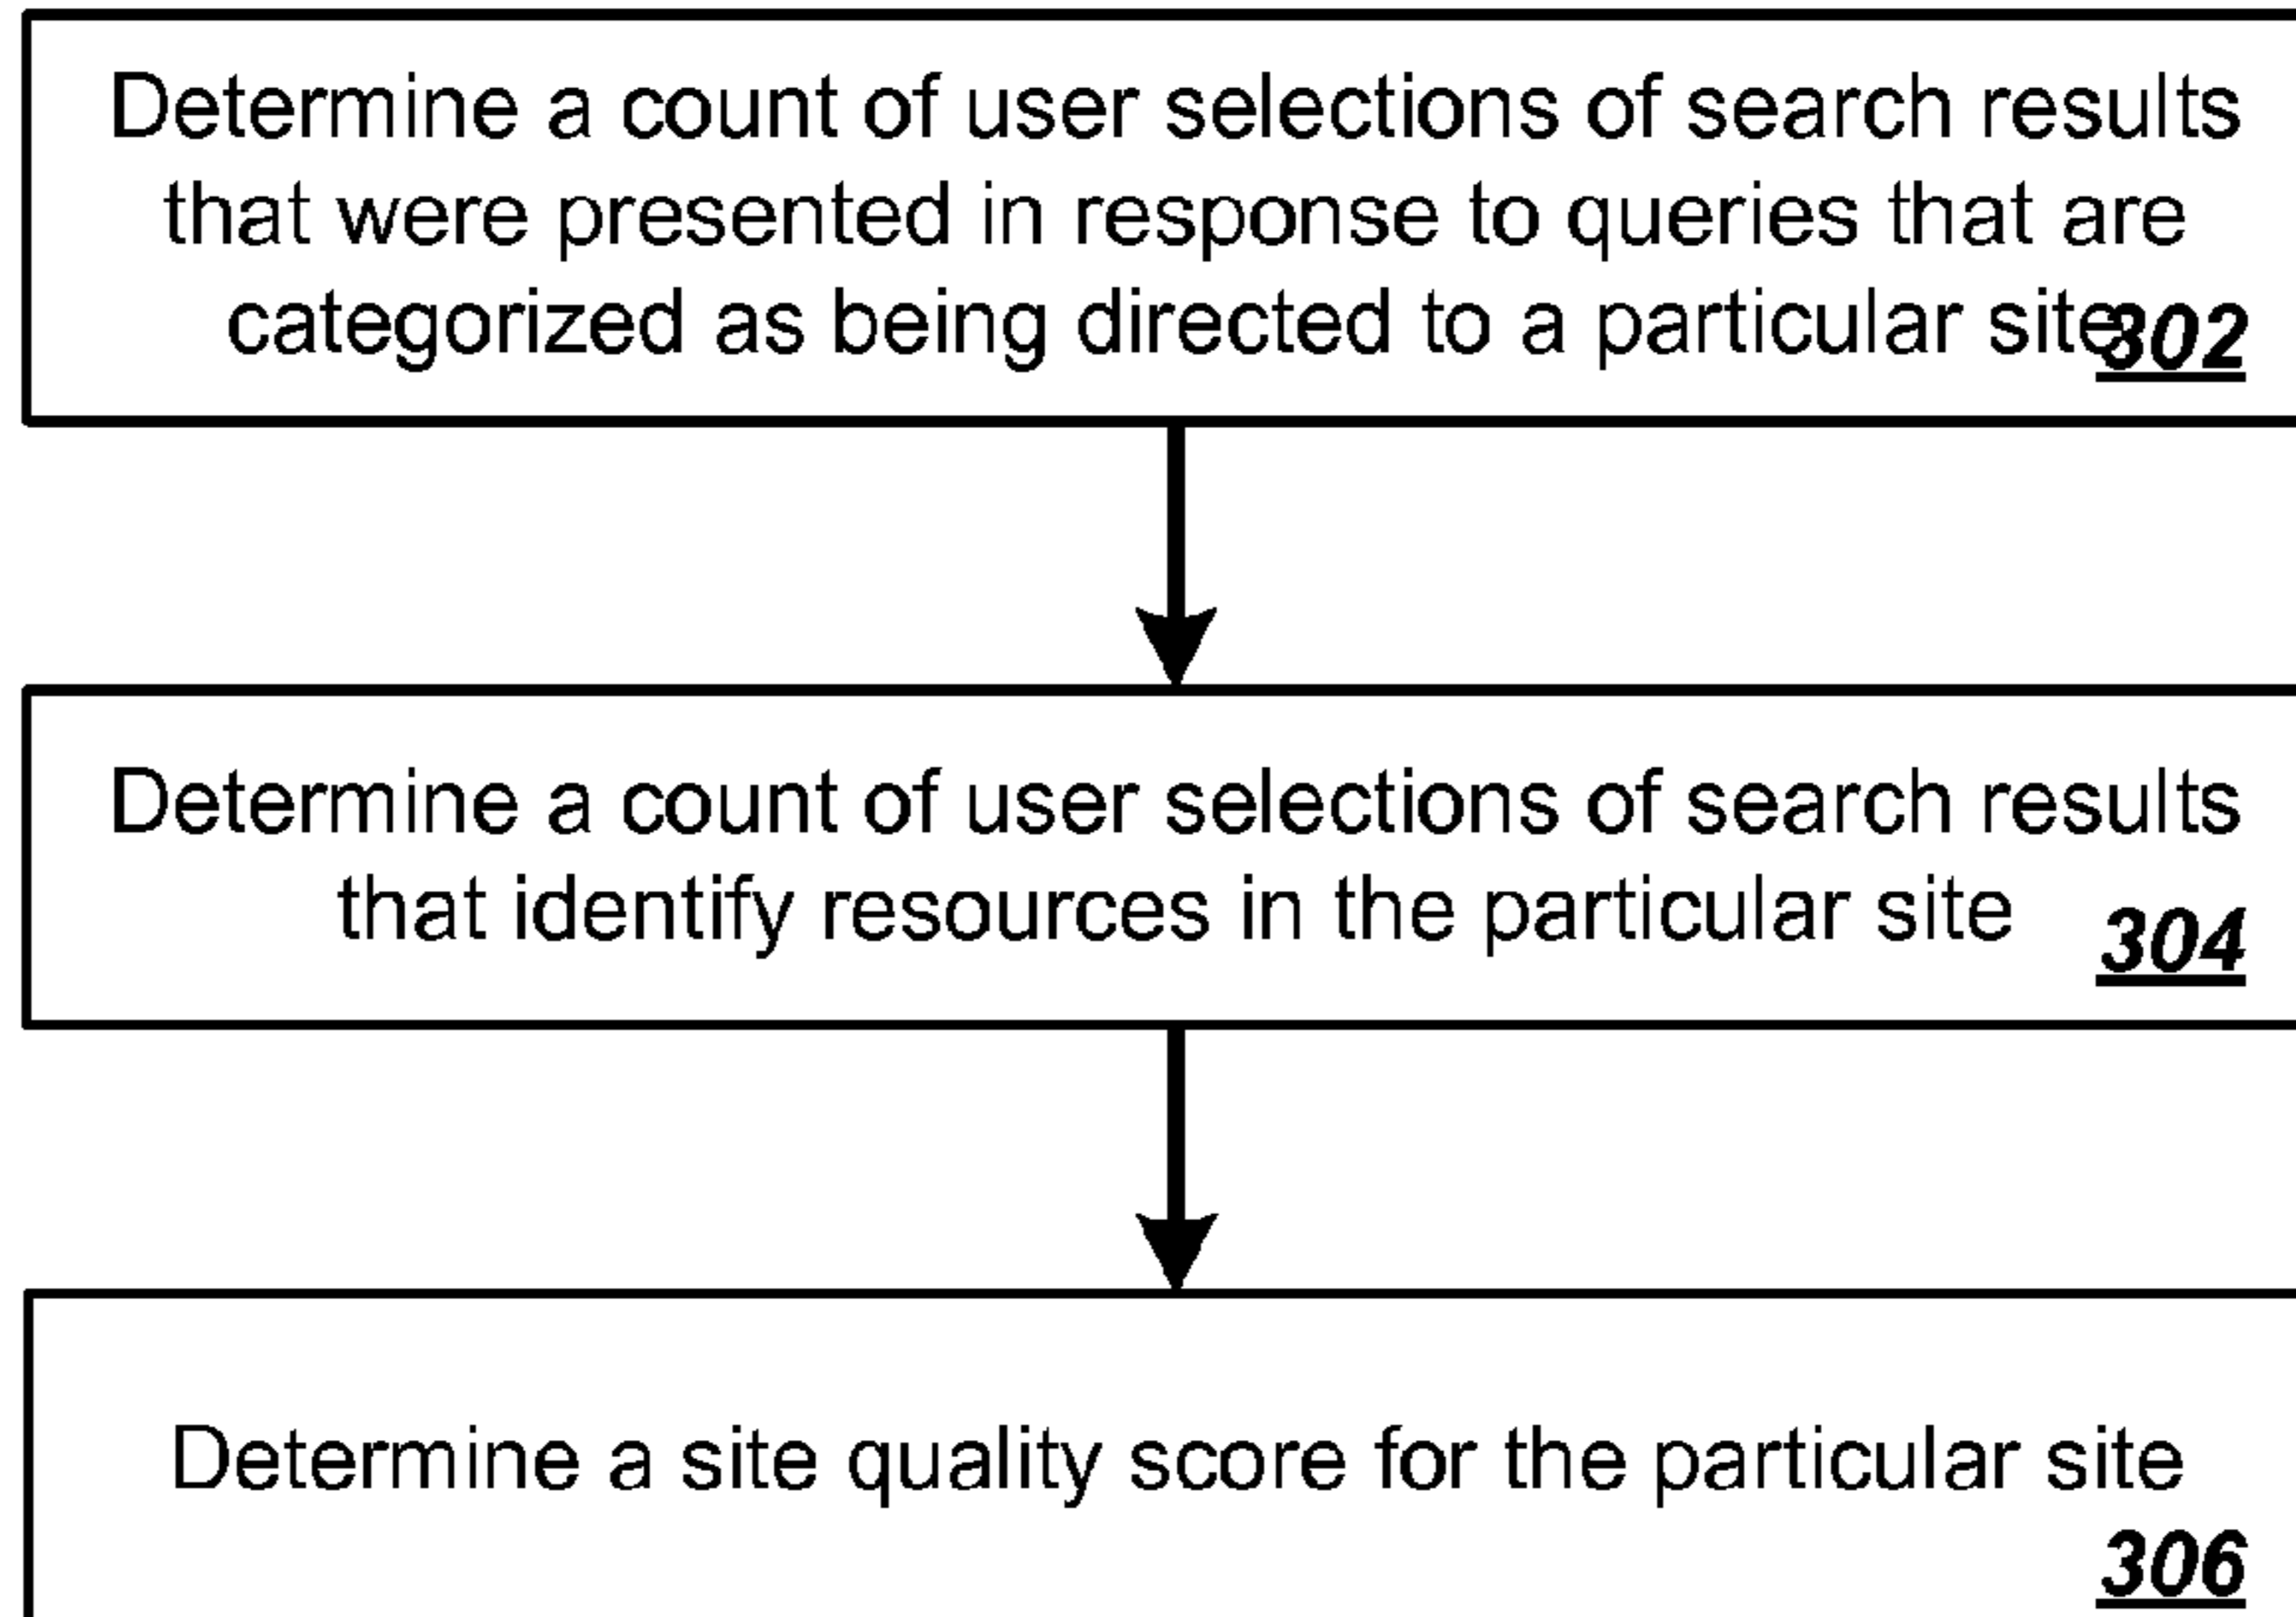 Determine a count of user selections of search results
that were presented in response to queries that are
categorized as being directed to a particular site
302
Determine a count of user selections of search results
that identify resources in the particular site
304
Determine a site quality score for the particular site
306